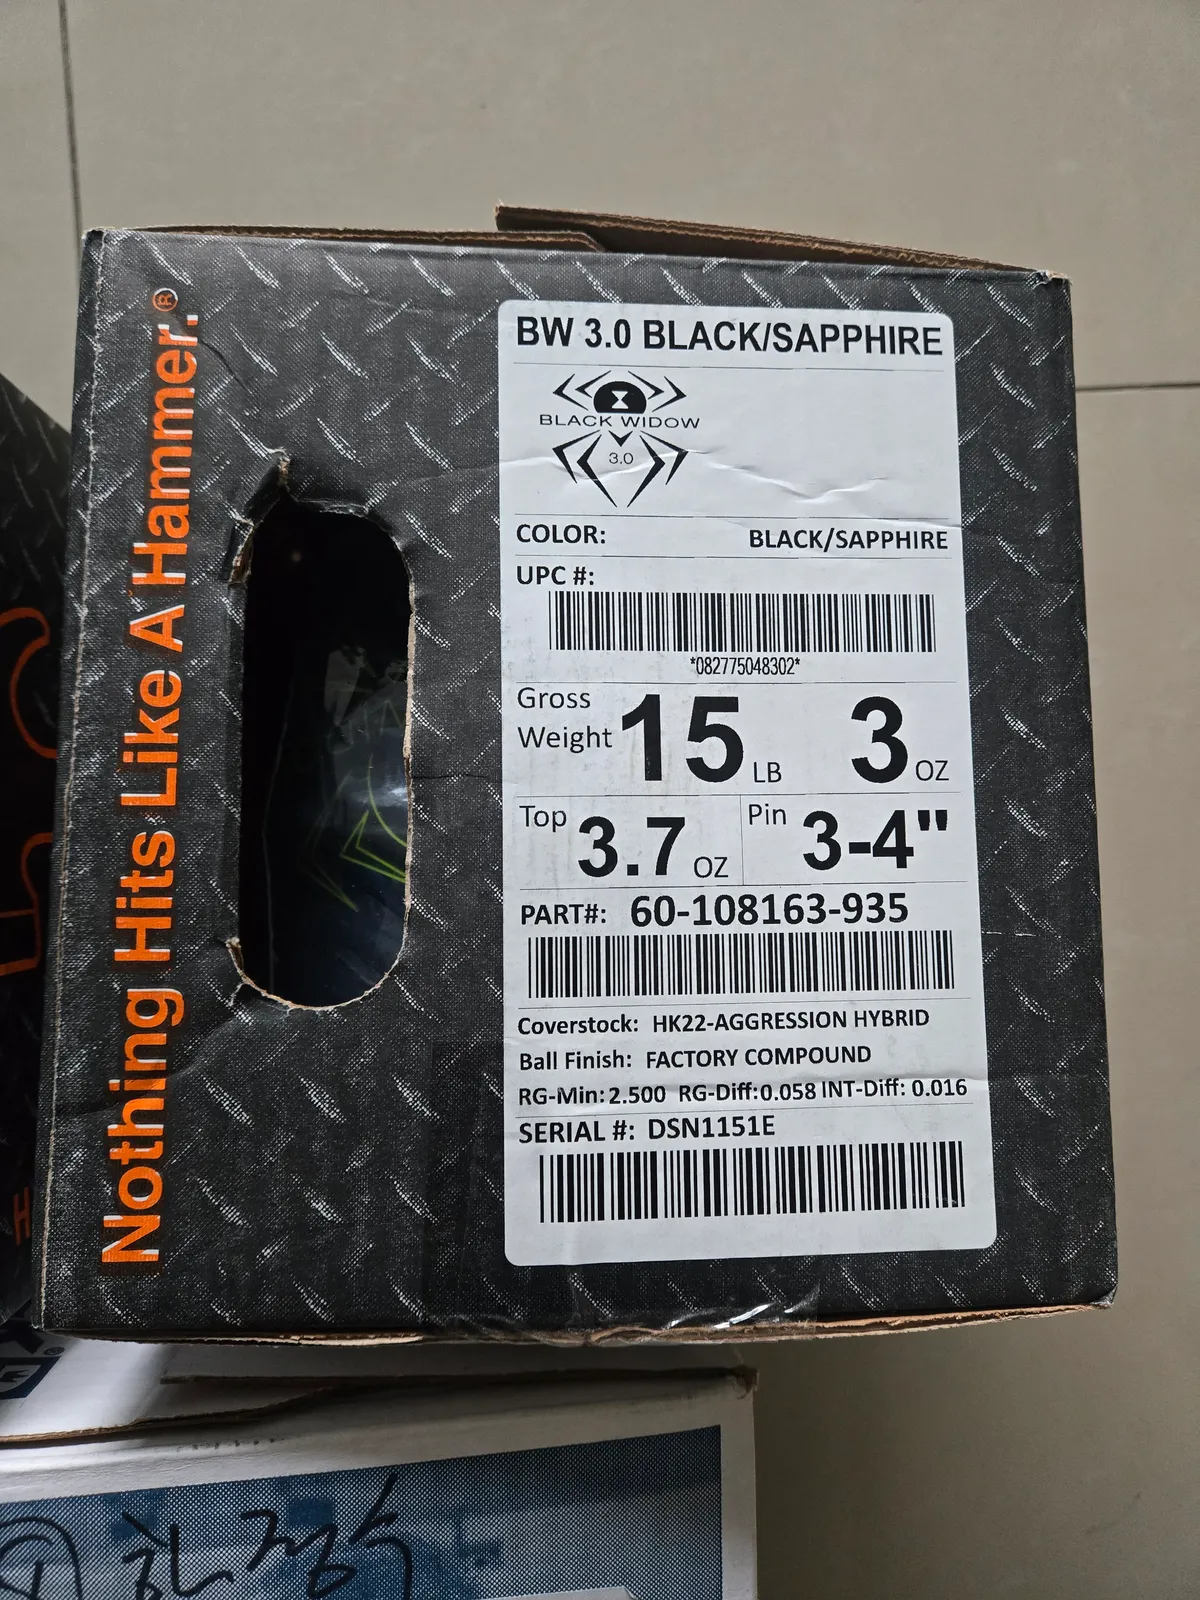 Nothing Hits Like A Hammer.®
BW 3.0 BLACK/SAPPHIRE
BLACK WIDOW
3.0
COLOR: BLACK/SAPPHIRE
UPC #:
*082775048302*
Gross Weight 15 LB 3 OZ
Top 3.7 OZ Pin 3-4"
PART#: 60-108163-935
Coverstock: HK22-AGGRESSION HYBRID
Ball Finish: FACTORY COMPOUND
RG-Min: 2.500 RG-Diff:0.058 INT-Diff: 0.016
SERIAL #: DSN1151E